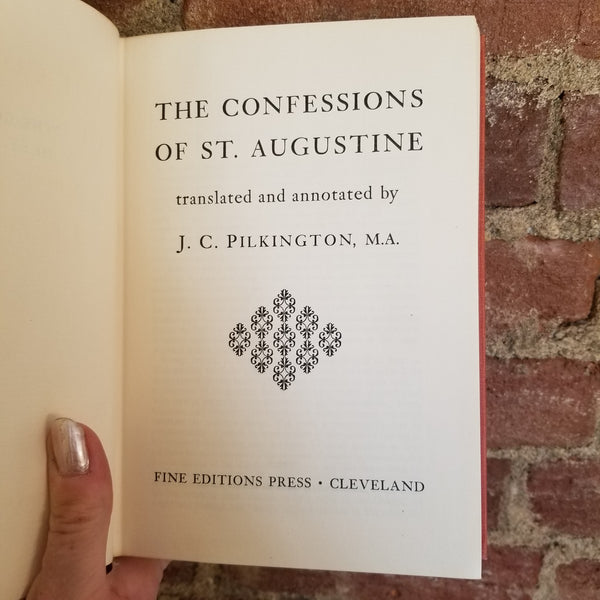 THE CONFESSIONS
OF ST. AUGUSTINE
translated and annotated by
J. C. PILKINGTON, M.A.
FINE EDITIONS PRESS • CLEVELAND